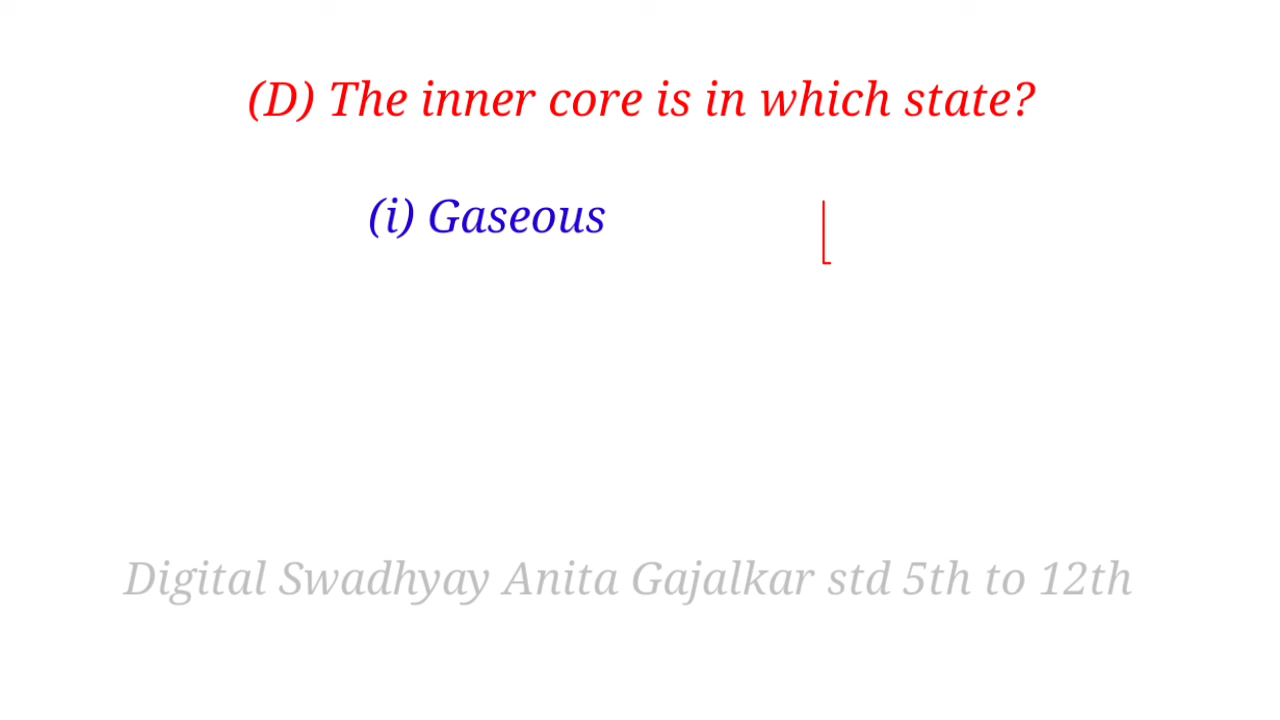 (D) The inner core is in which state?
(i) Gaseous
Digital Swadhyay Anita Gajalkar std 5th to 12th